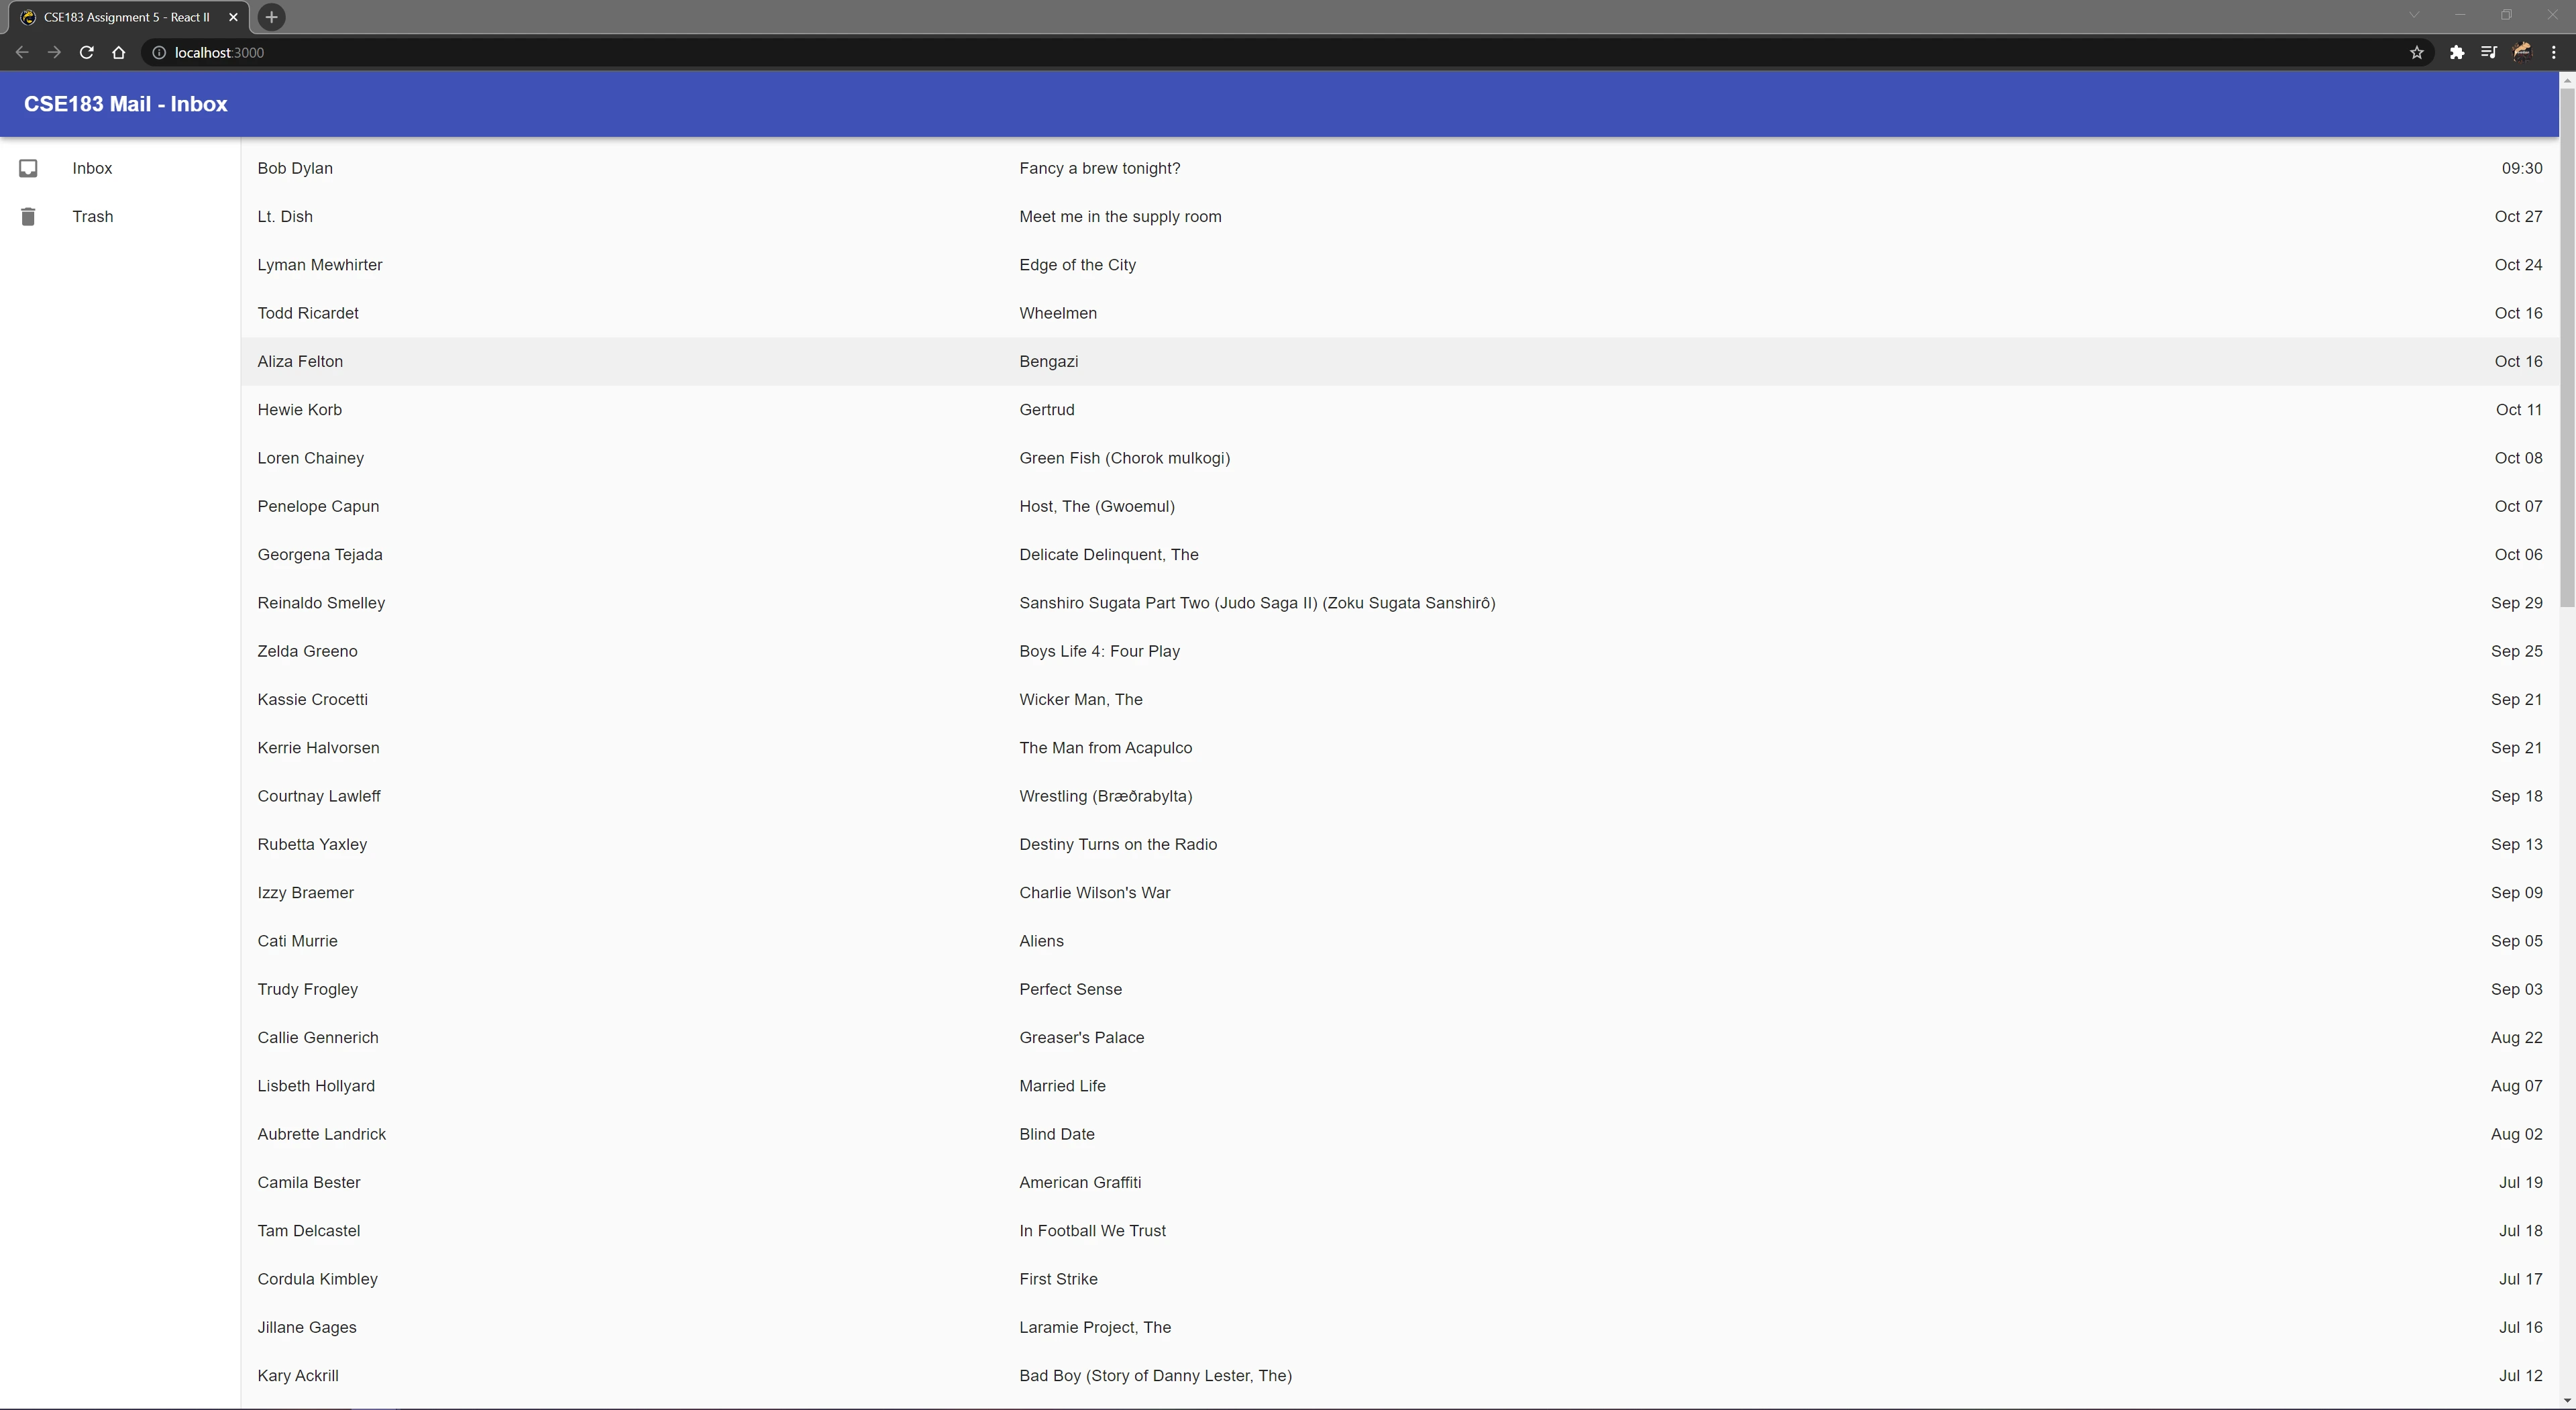 CSE183 Assignment 5 - React II
localhost:3000
CSE183 Mail - Inbox
Inbox
Trash
Bob Dylan Fancy a brew tonight? 09:30
Lt. Dish Meet me in the supply room Oct 27
Lyman Mewhirter Edge of the City Oct 24
Todd Ricardet Wheelmen Oct 16
Aliza Felton Bengazi Oct 16
Hewie Korb Gertrud Oct 11
Loren Chainey Green Fish (Chorok mulkogi) Oct 08
Penelope Capun Host, The (Gwoemul) Oct 07
Georgena Tejada Delicate Delinquent, The Oct 06
Reinaldo Smelley Sanshiro Sugata Part Two (Judo Saga II) (Zoku Sugata Sanshirô) Sep 29
Zelda Greeno Boys Life 4: Four Play Sep 25
Kassie Crocetti Wicker Man, The Sep 21
Kerrie Halvorsen The Man from Acapulco Sep 21
Courtnay Lawleff Wrestling (Bræðrabylta) Sep 18
Rubetta Yaxley Destiny Turns on the Radio Sep 13
Izzy Braemer Charlie Wilson's War Sep 09
Cati Murrie Aliens Sep 05
Trudy Frogley Perfect Sense Sep 03
Callie Gennerich Greaser's Palace Aug 22
Lisbeth Hollyard Married Life Aug 07
Aubrette Landrick Blind Date Aug 02
Camila Bester American Graffiti Jul 19
Tam Delcastel In Football We Trust Jul 18
Cordula Kimbley First Strike Jul 17
Jillane Gages Laramie Project, The Jul 16
Kary Ackrill Bad Boy (Story of Danny Lester, The) Jul 12